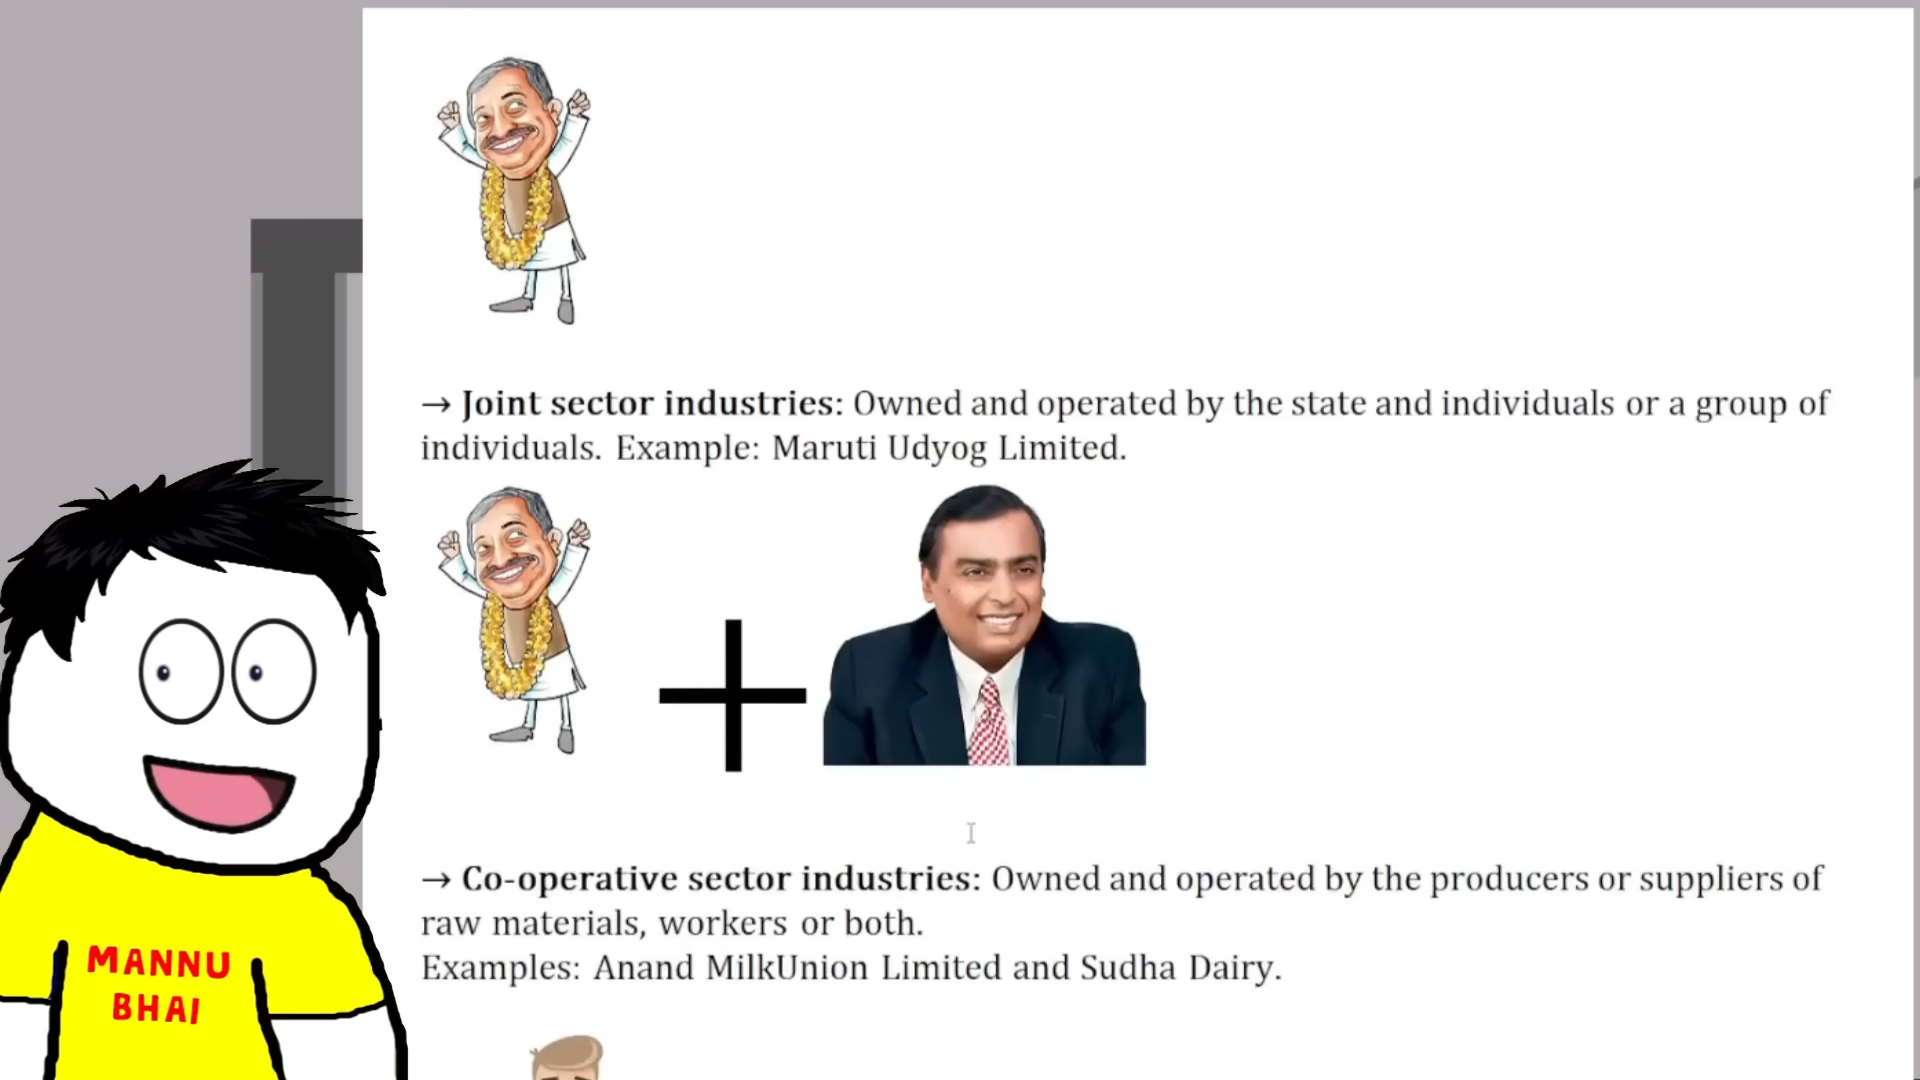 → Joint sector industries: Owned and operated by the state and individuals or a group of
individuals. Example: Maruti Udyog Limited.
→ Co-operative sector industries: Owned and operated by the producers or suppliers of
raw materials, workers or both.
Examples: Anand MilkUnion Limited and Sudha Dairy.
MANNU
BHAI